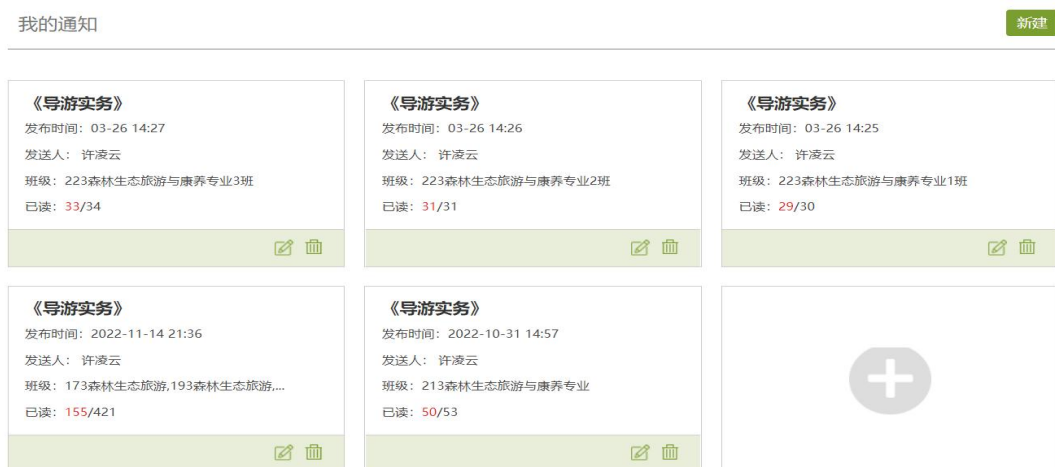 我的通知
新建
《导游实务》
发布时间：03-26 14:27
发送人： 许凌云
班级：223森林生态旅游与康养专业3班
已读：33/34
《导游实务》
发布时间：03-26 14:26
发送人： 许凌云
班级：223森林生态旅游与康养专业2班
已读：31/31
《导游实务》
发布时间：03-26 14:25
发送人： 许凌云
班级：223森林生态旅游与康养专业1班
已读：29/30
《导游实务》
发布时间：2022-11-14 21:36
发送人： 许凌云
班级：173森林生态旅游,193森林生态旅游,...
已读：155/421
《导游实务》
发布时间：2022-10-31 14:57
发送人： 许凌云
班级：213森林生态旅游与康养专业
已读：50/53